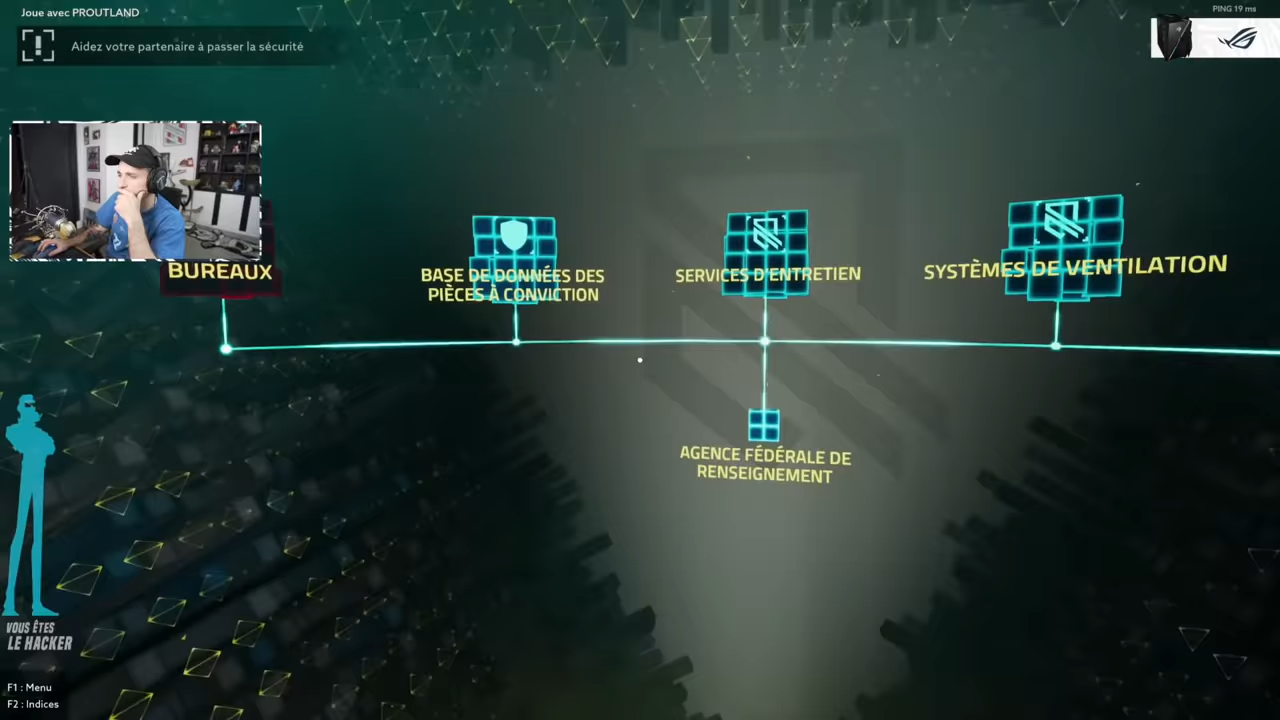 Joue avec PROUTLAND
Aidez votre partenaire à passer la sécurité
PING 19 ms
BUREAUX
BASE DE DONNÉES DES
PIÈCES À CONVICTION
SERVICES D'ENTRETIEN
SYSTÈMES DE VENTILATION
AGENCE FÉDÉRALE DE
RENSEIGNEMENT
VOUS ÊTES
LE HACKER
F1 : Menu
F2 : Indices